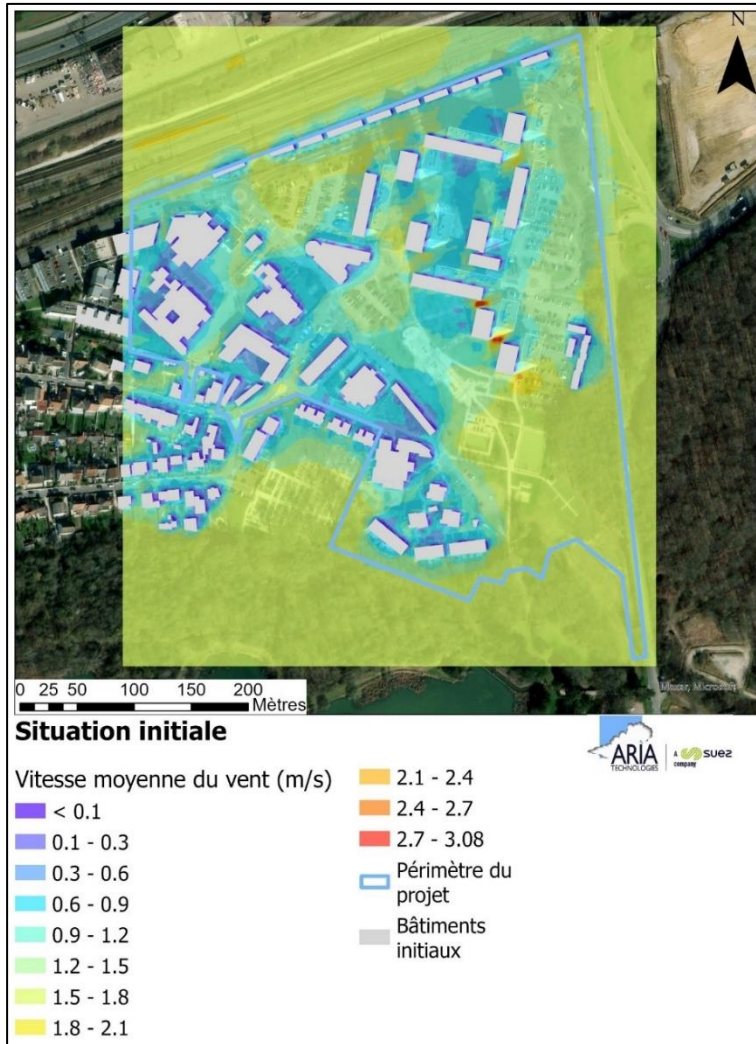 N
Maxar, Microsoft
0 25 50 100 150 200
Mètres
Situation initiale
ARIA
TECHNOLOGIES
A SUEZ
company
Vitesse moyenne du vent (m/s)
< 0.1
0.1 - 0.3
0.3 - 0.6
0.6 - 0.9
0.9 - 1.2
1.2 - 1.5
1.5 - 1.8
1.8 - 2.1
2.1 - 2.4
2.4 - 2.7
2.7 - 3.08
Périmètre du
projet
Bâtiments
initiaux